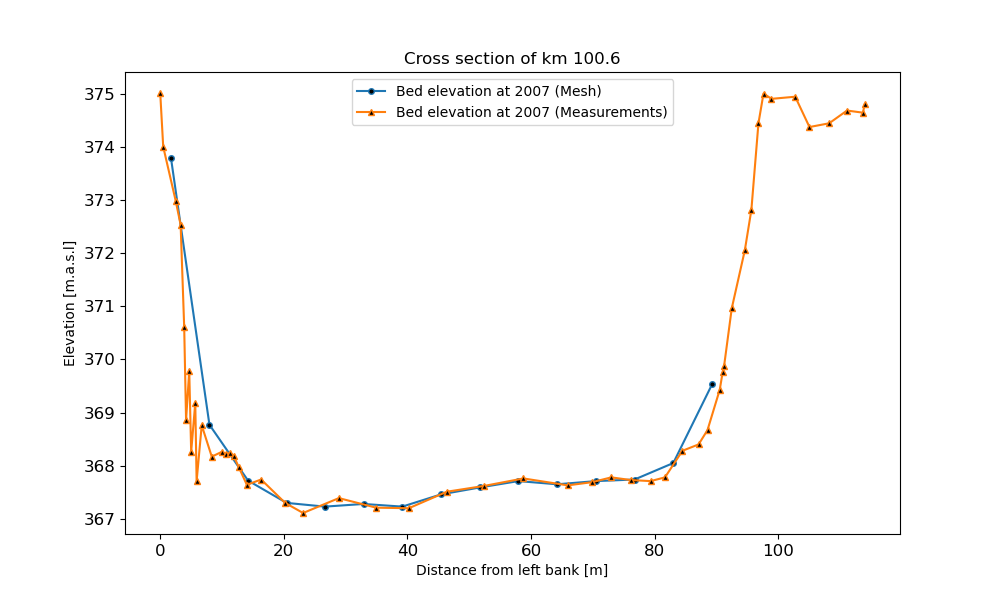 Cross section of km 100.6
Bed elevation at 2007 (Mesh)
Bed elevation at 2007 (Measurements)
375
374
373
372
371
370
369
368
367
Elevation [m.a.s.l]
0 20 40 60 80 100
Distance from left bank [m]